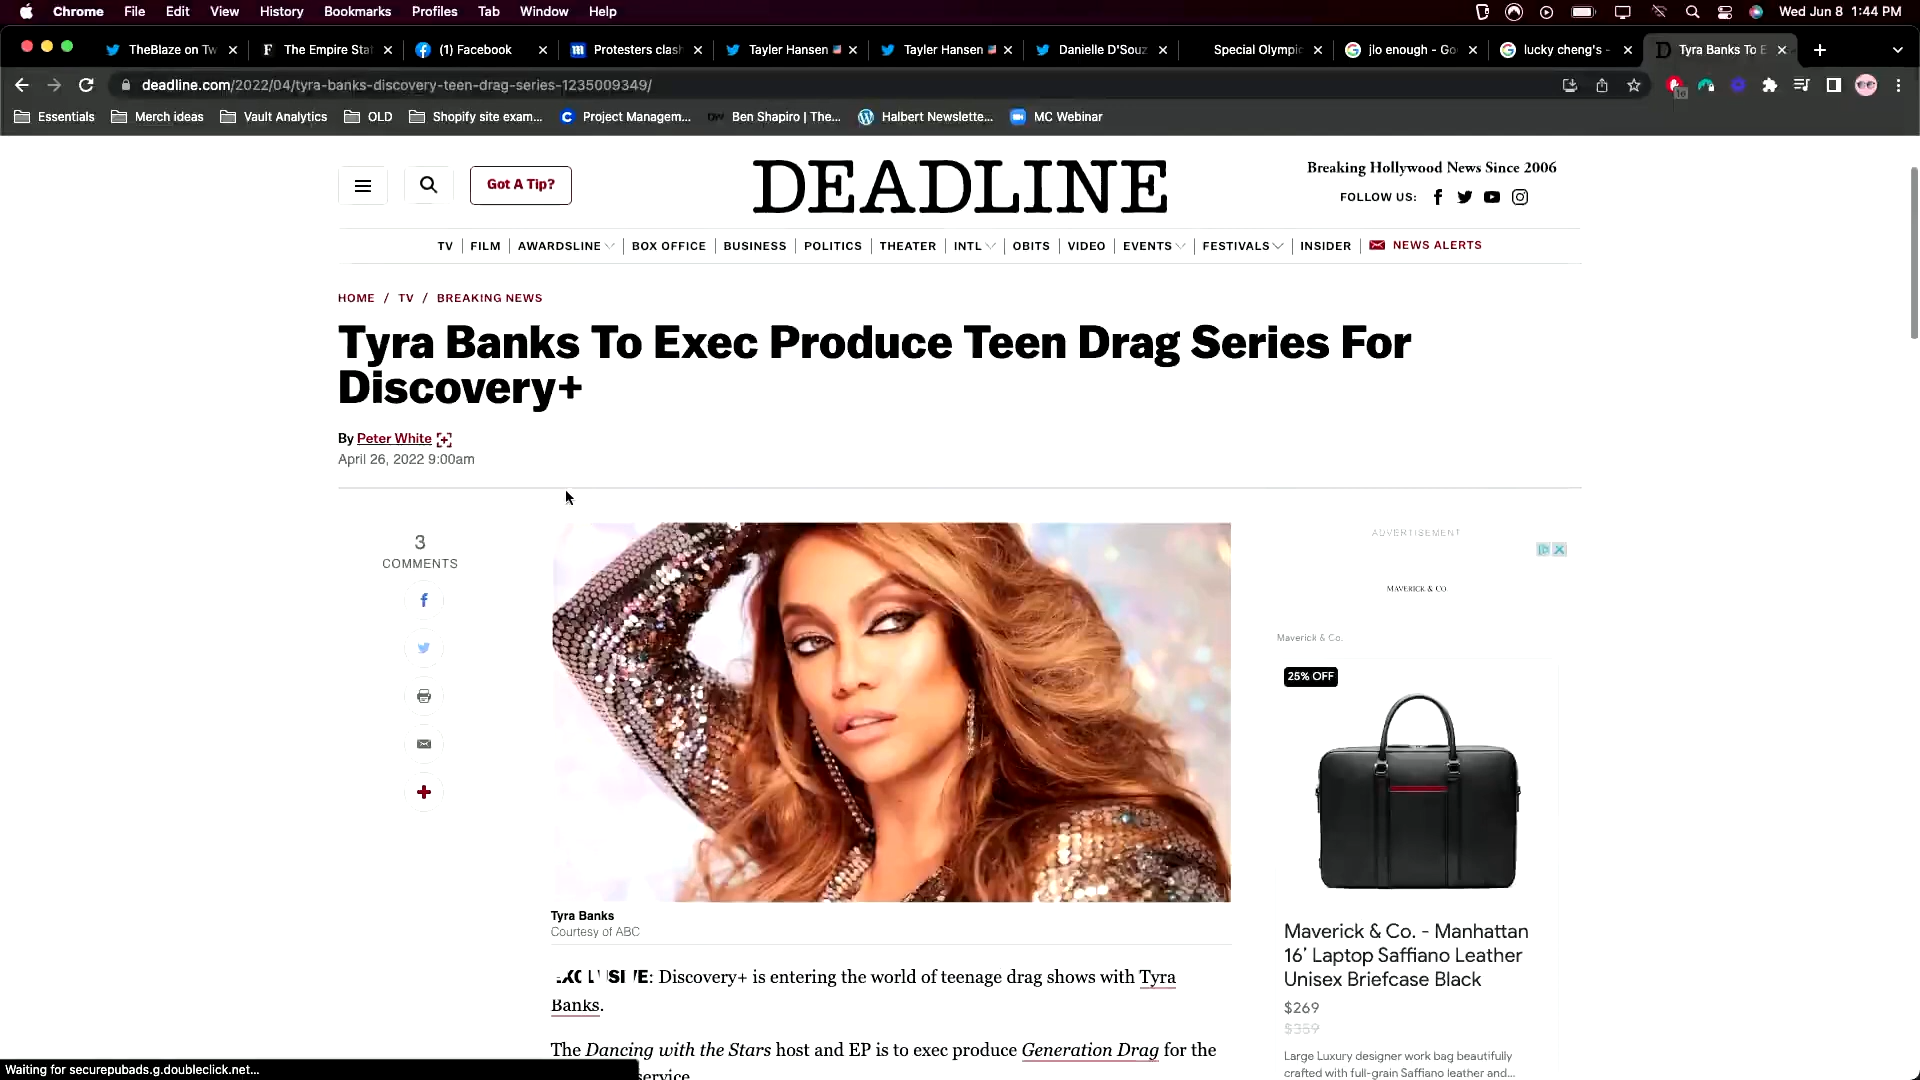 Chrome File Edit View History Bookmarks Profiles Tab Window Help Wed Jun 8 1:44 PM
TheBlaze on Tw The Empire Sta (1) Facebook Protesters clas Tayler Hansen Tayler Hansen Danielle D'Souz Special Olympic jlo enough - Go lucky cheng's - Tyra Banks To E
deadline.com/2022/04/tyra-banks-discovery-teen-drag-series-1235009349/
16
Essentials Merch ideas Vault Analytics OLD Shopify site exam... Project Managem... Ben Shapiro | The... Halbert Newslette... MC Webinar
Got A Tip?
DEADLINE
Breaking Hollywood News Since 2006
FOLLOW US:
TV FILM AWARDSLINE BOX OFFICE BUSINESS POLITICS THEATER INTL OBITS VIDEO EVENTS FESTIVALS INSIDER NEWS ALERTS
HOME / TV / BREAKING NEWS
Tyra Banks To Exec Produce Teen Drag Series For
Discovery+
By Peter White
April 26, 2022 9:00am
3
COMMENTS
ADVERTISEMENT
MAVERICK & CO
Maverick & Co.
25% OFF
Tyra Banks
Courtesy of ABC
Maverick & Co. - Manhattan
16' Laptop Saffiano Leather
Unisex Briefcase Black
$269
$359
Large Luxury designer work bag beautifully
crafted with full-grain Saffiano leather and...
EXCLUSIVE: Discovery+ is entering the world of teenage drag shows with Tyra
Banks.
The Dancing with the Stars host and EP is to exec produce Generation Drag for the
service.
Waiting for securepubads.g.doubleclick.net...